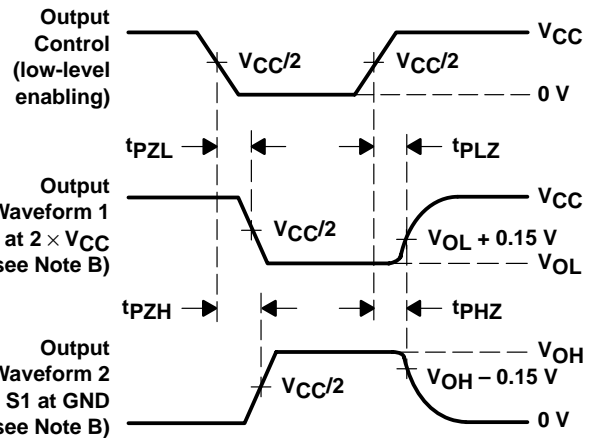 Output
Control
(low-level
enabling)
VCC
VCC/2
VCC/2
0 V
tPZL
tPLZ
Output
Waveform 1
at 2 × VCC
see Note B)
VCC
VCC/2
VOL + 0.15 V
VOL
tPZH
tPHZ
Output
Waveform 2
S1 at GND
see Note B)
VOH
VCC/2
VOH – 0.15 V
0 V